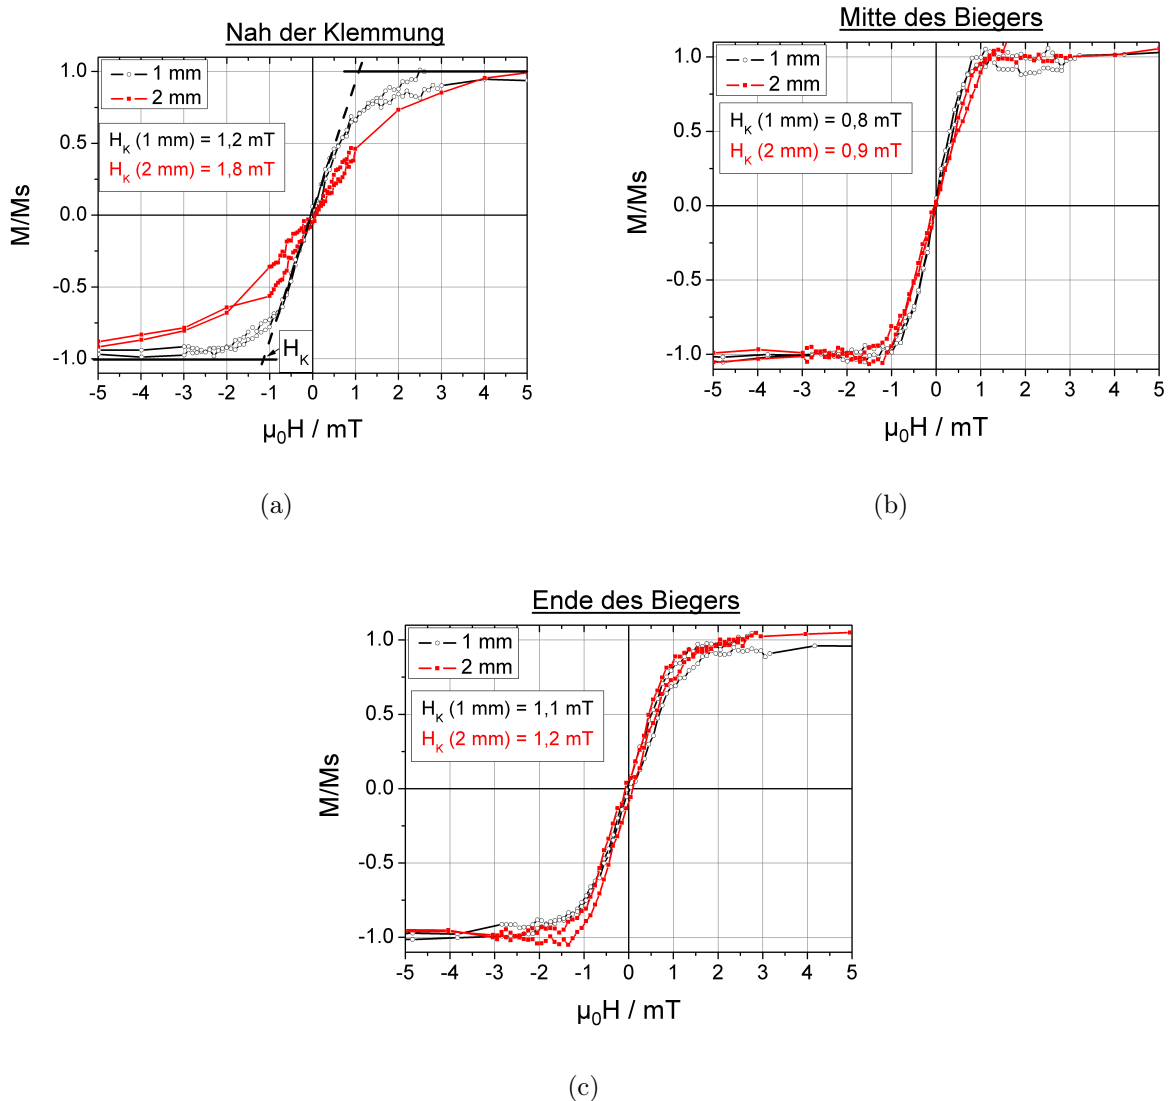 Nah der Klemmung
1 mm
2 mm
H_K (1 mm) = 1,2 mT
H_K (2 mm) = 1,8 mT
H_K
1.0
0.5
0.0
-0.5
-1.0
M/Ms
-5 -4 -3 -2 -1 0 1 2 3 4 5
µ₀H / mT
(a)
Mitte des Biegers
1 mm
2 mm
H_K (1 mm) = 0,8 mT
H_K (2 mm) = 0,9 mT
1.0
0.5
0.0
-0.5
-1.0
M/Ms
-5 -4 -3 -2 -1 0 1 2 3 4 5
µ₀H / mT
(b)
Ende des Biegers
1 mm
2 mm
H_K (1 mm) = 1,1 mT
H_K (2 mm) = 1,2 mT
1.0
0.5
0.0
-0.5
-1.0
M/Ms
-5 -4 -3 -2 -1 0 1 2 3 4 5
µ₀H / mT
(c)